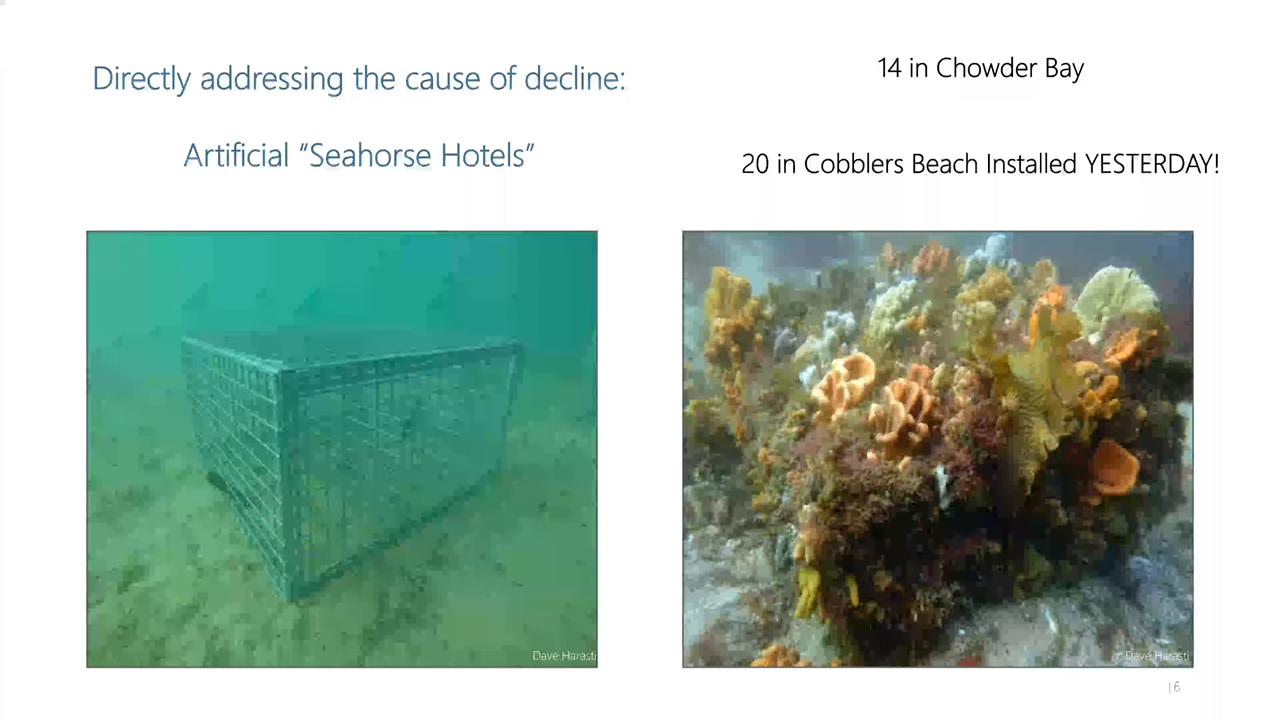 Directly addressing the cause of decline:
Artificial “Seahorse Hotels”
14 in Chowder Bay
20 in Cobblers Beach Installed YESTERDAY!
Dave Harasti
Dave Harasti
16